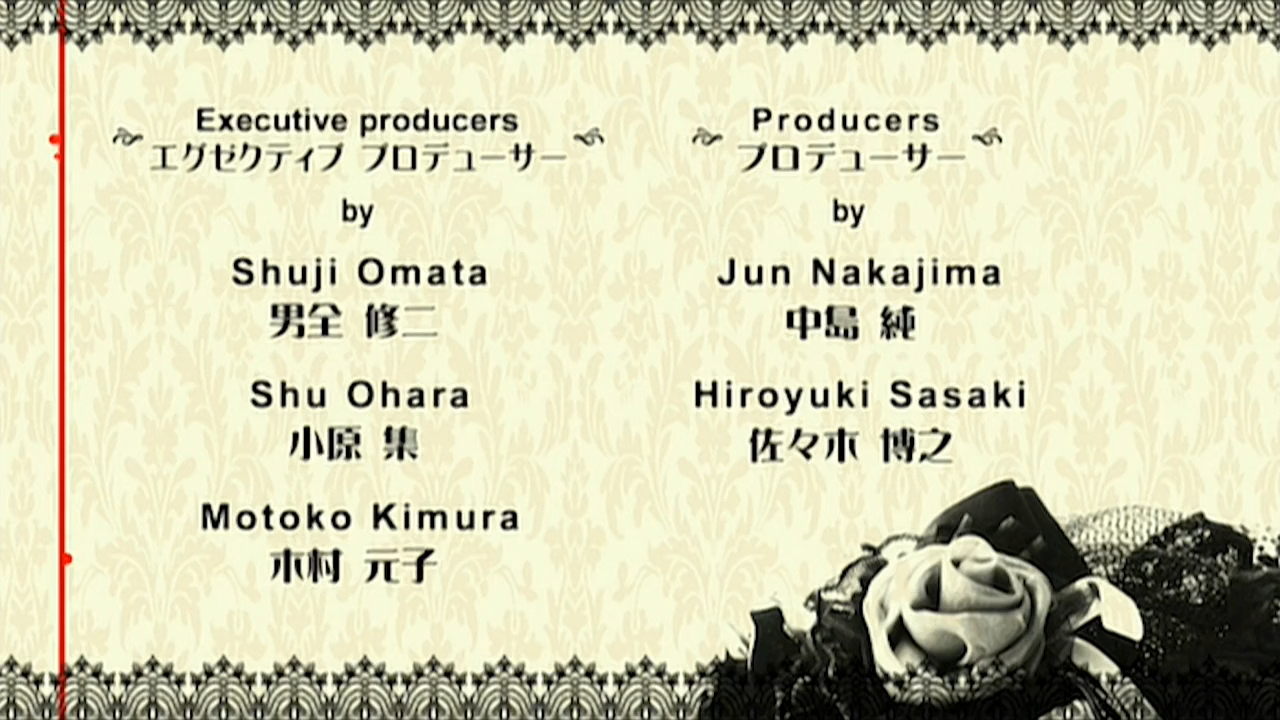 Executive producers
エグゼクティブ プロデューサー
by
Shuji Omata
男全 修二
Shu Ohara
小原 集
Motoko Kimura
木村 元子
Producers
プロデューサー
by
Jun Nakajima
中島 純
Hiroyuki Sasaki
佐々木 博之